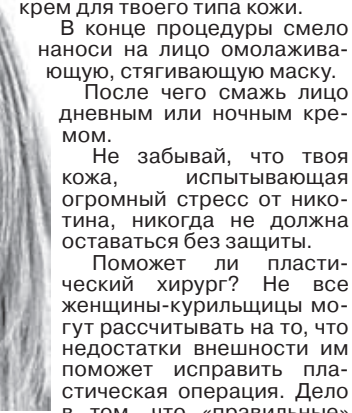 крем для твоего типа кожи.
В конце процедуры смело
наноси на лицо омолажива-
ющую, стягивающую маску.
После чего смажь лицо
дневным или ночным кре-
мом.
Не забывай, что твоя
кожа, испытывающая
огромный стресс от нико-
тина, никогда не должна
оставаться без защиты.
Поможет ли пласти-
ческий хирург? Не все
женщины-курильщицы мо-
гут рассчитывать на то, что
недостатки внешности им
поможет исправить пла-
стическая операция. Дело
в том, что «правильные»